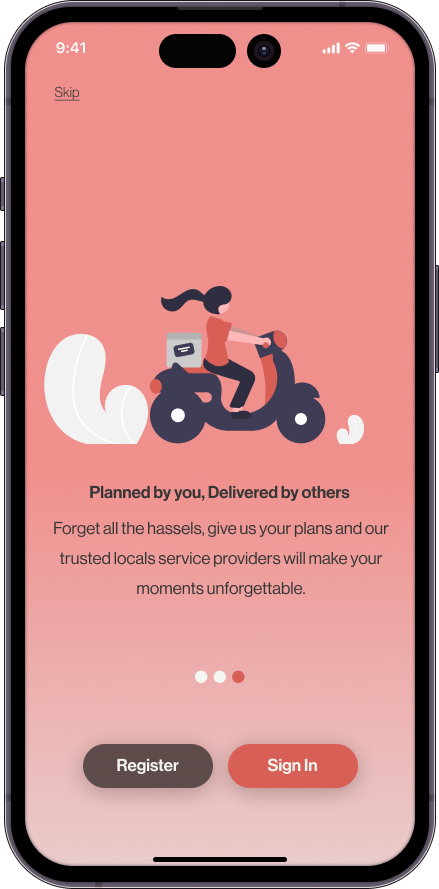 9:41
Skip
Planned by you, Delivered by others
Forget all the hassels, give us your plans and our
trusted locals service providers will make your
moments unforgettable.
Register
Sign In